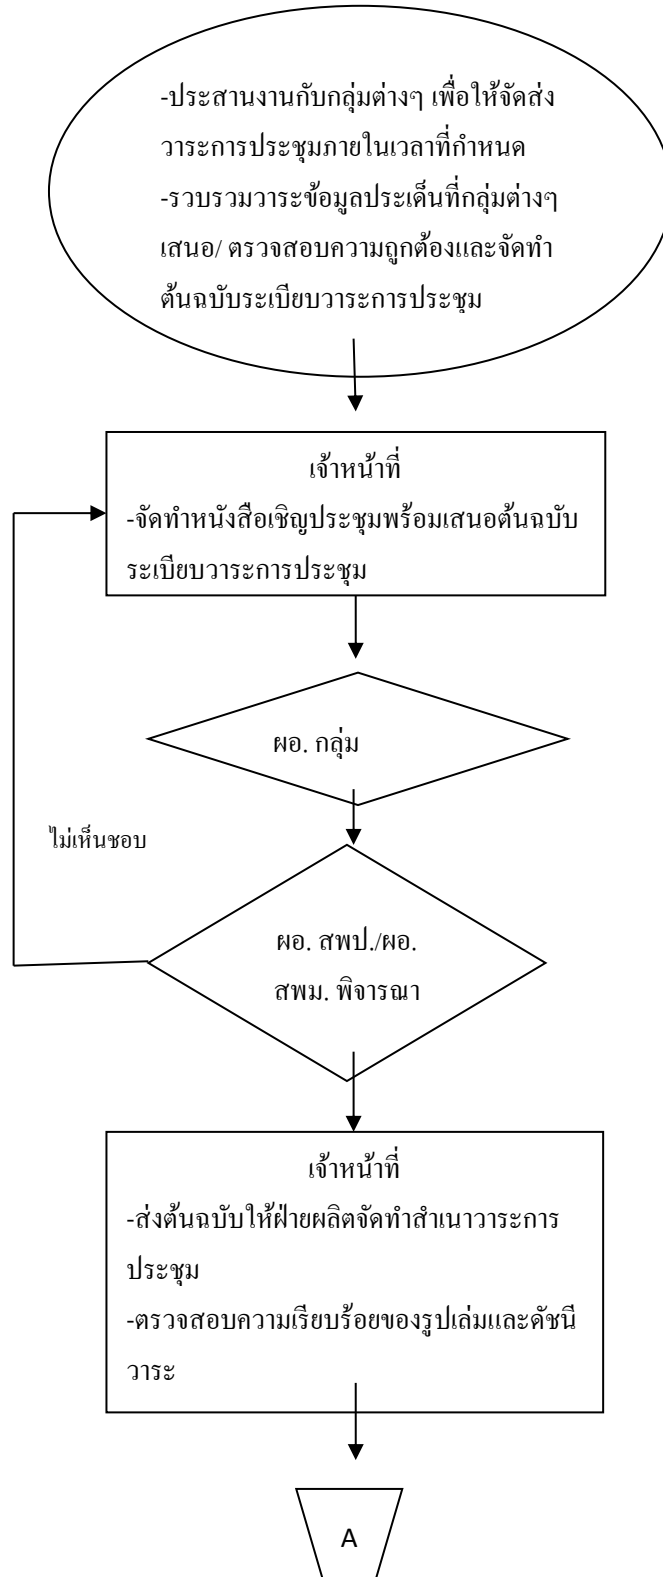 -ประสานงานกับกลุ่มต่างๆ เพื่อให้จัดส่ง
วาระการประชุมภายในเวลาที่กำหนด
-รวบรวมวาระข้อมูลประเด็นที่กลุ่มต่างๆ
เสนอ/ ตรวจสอบความถูกต้องและจัดทำ
ต้นฉบับระเบียบวาระการประชุม
เจ้าหน้าที่
-จัดทำหนังสือเชิญประชุมพร้อมเสนอต้นฉบับ
ระเบียบวาระการประชุม
ผอ. กลุ่ม
ไม่เห็นชอบ
ผอ. สพป./ผอ.
สพม. พิจารณา
เจ้าหน้าที่
-ส่งต้นฉบับให้ฝ่ายผลิตจัดทำสำเนาวาระการ
ประชุม
-ตรวจสอบความเรียบร้อยของรูปเล่มและดัชนี
วาระ
A